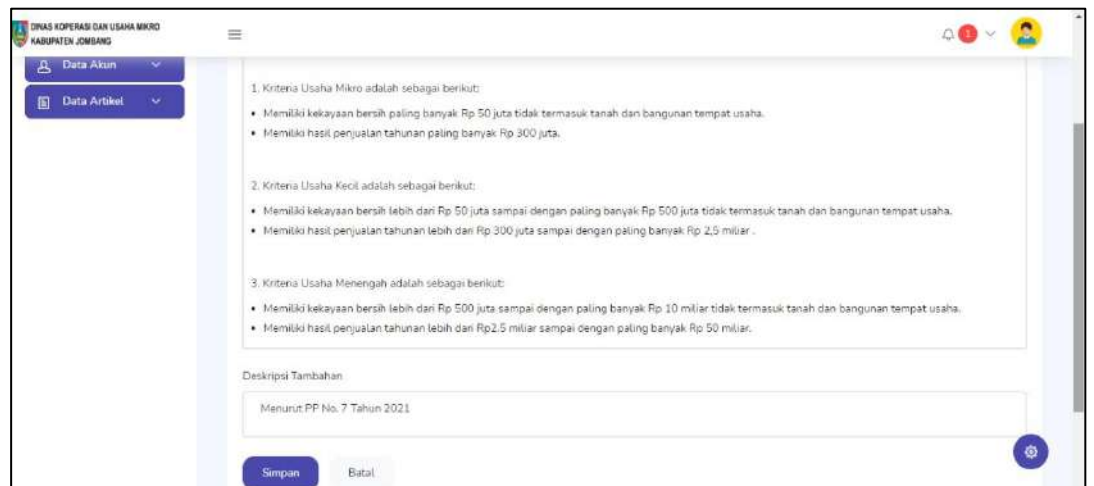 DINAS KOPERASI DAN USAHA MIKRO
KABUPATEN JOMBANG
1
Data Akun
Data Artikel
1. Kriteria Usaha Mikro adalah sebagai berikut:
• Memiliki kekayaan bersih paling banyak Rp 50 juta tidak termasuk tanah dan bangunan tempat usaha.
• Memiliki hasil penjualan tahunan paling banyak Rp 300 juta.
2. Kriteria Usaha Kecil adalah sebagai berikut:
• Memiliki kekayaan bersih lebih dari Rp 50 juta sampai dengan paling banyak Rp 500 juta tidak termasuk tanah dan bangunan tempat usaha.
• Memiliki hasil penjualan tahunan lebih dari Rp 300 juta sampai dengan paling banyak Rp 2,5 miliar .
3. Kriteria Usaha Menengah adalah sebagai berikut:
• Memiliki kekayaan bersih lebih dari Rp 500 juta sampai dengan paling banyak Rp 10 miliar tidak termasuk tanah dan bangunan tempat usaha.
• Memiliki hasil penjualan tahunan lebih dari Rp2.5 miliar sampai dengan paling banyak Rp 50 miliar.
Deskripsi Tambahan
Menurut PP No. 7 Tahun 2021
Simpan Batal